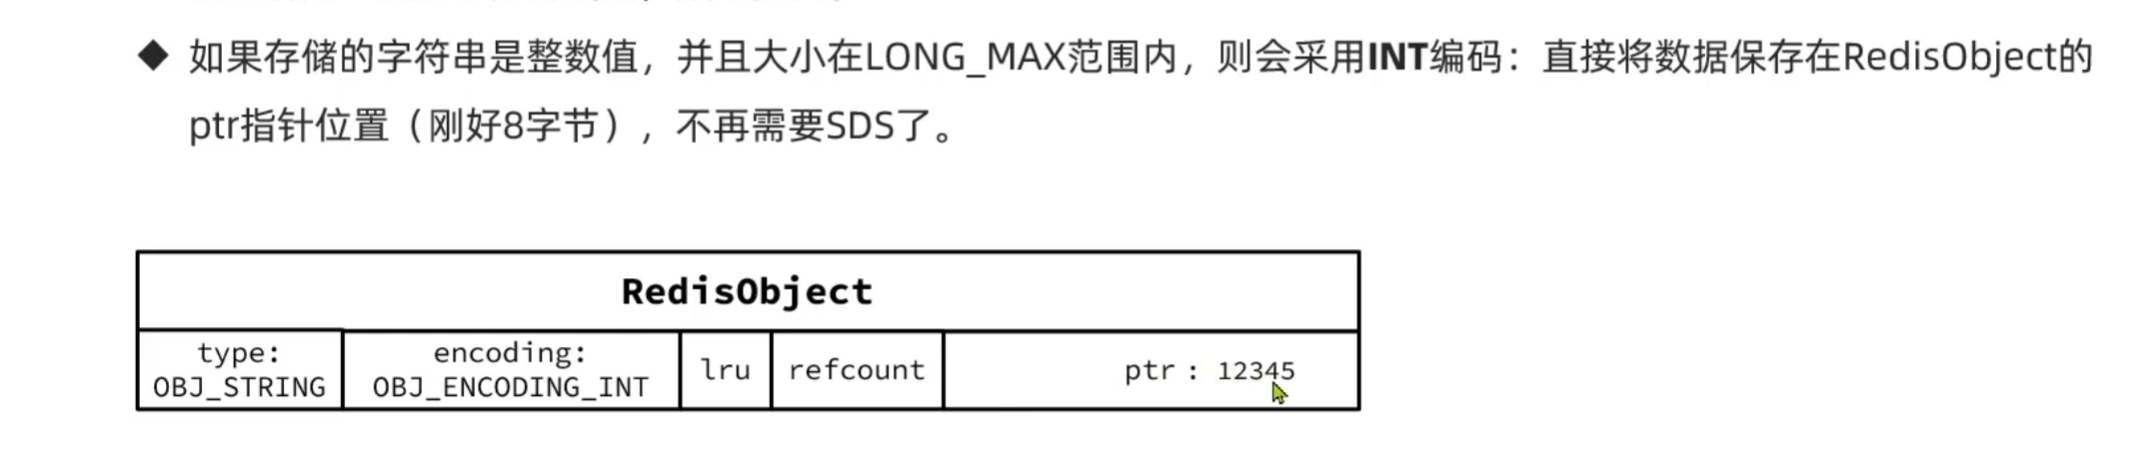 ◆ 如果存储的字符串是整数值，并且大小在LONG_MAX范围内，则会采用INT编码：直接将数据保存在RedisObject的
ptr指针位置（刚好8字节），不再需要SDS了。
RedisObject
type:
OBJ_STRING
encoding:
OBJ_ENCODING_INT
lru
refcount
ptr : 12345